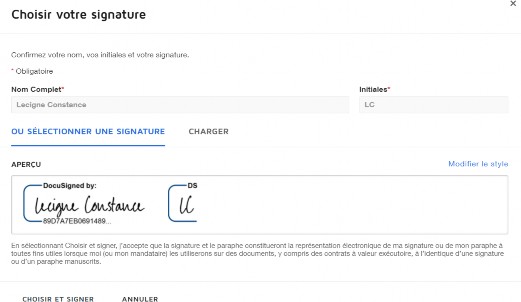 Choisir votre signature
Confirmez votre nom, vos initiales et votre signature.
* Obligatoire
Nom Complet* Initiales*
Lecigne Constance LC
OU SÉLECTIONNER UNE SIGNATURE CHARGER
APERÇU Modifier le style
DocuSigned by: DS
Lecigne Constance LC
89D7A7EB0691489...
En sélectionnant Choisir et signer, j'accepte que la signature et le paraphe constitueront la représentation électronique de ma signature ou de mon paraphe à
toutes fins utiles lorsque moi (ou mon mandataire) les utiliserons sur des documents, y compris des contrats à valeur exécutoire, à l'identique d'une signature
ou d'un paraphe manuscrits.
CHOISIR ET SIGNER ANNULER